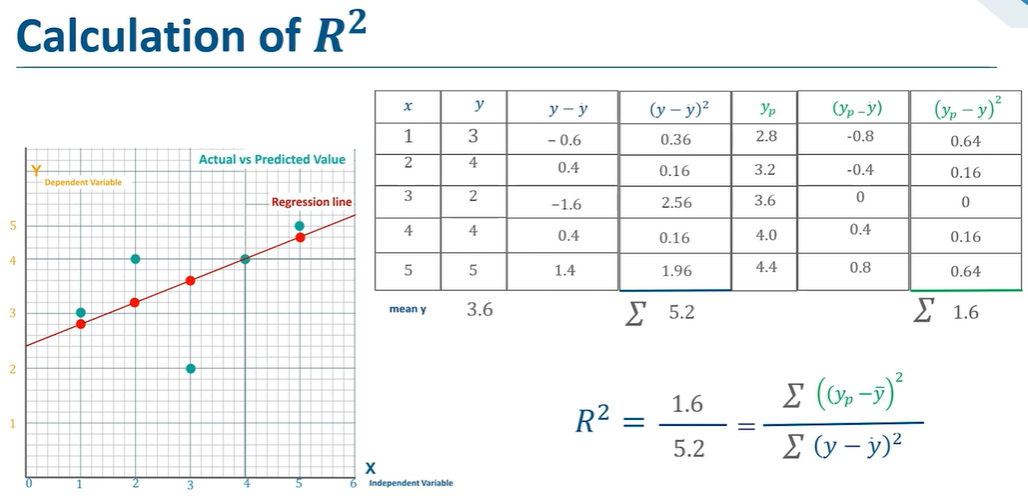 Calculation of R²
Actual vs Predicted Value
Y
Dependent Variable
Regression line
5
4
3
2
1
0 1 2 3 4 5 6
X
Independent Variable
x y y – ẏ (y – ẏ)² yₚ (yₚ – ẏ) (yₚ – ẏ)²
1 3 – 0.6 0.36 2.8 -0.8 0.64
2 4 0.4 0.16 3.2 -0.4 0.16
3 2 −1.6 2.56 3.6 0 0
4 4 0.4 0.16 4.0 0.4 0.16
5 5 1.4 1.96 4.4 0.8 0.64
mean y 3.6 Σ 5.2 Σ 1.6
R² = 1.6 / 5.2 = Σ ((yₚ – ȳ)² / Σ (y – ẏ)²